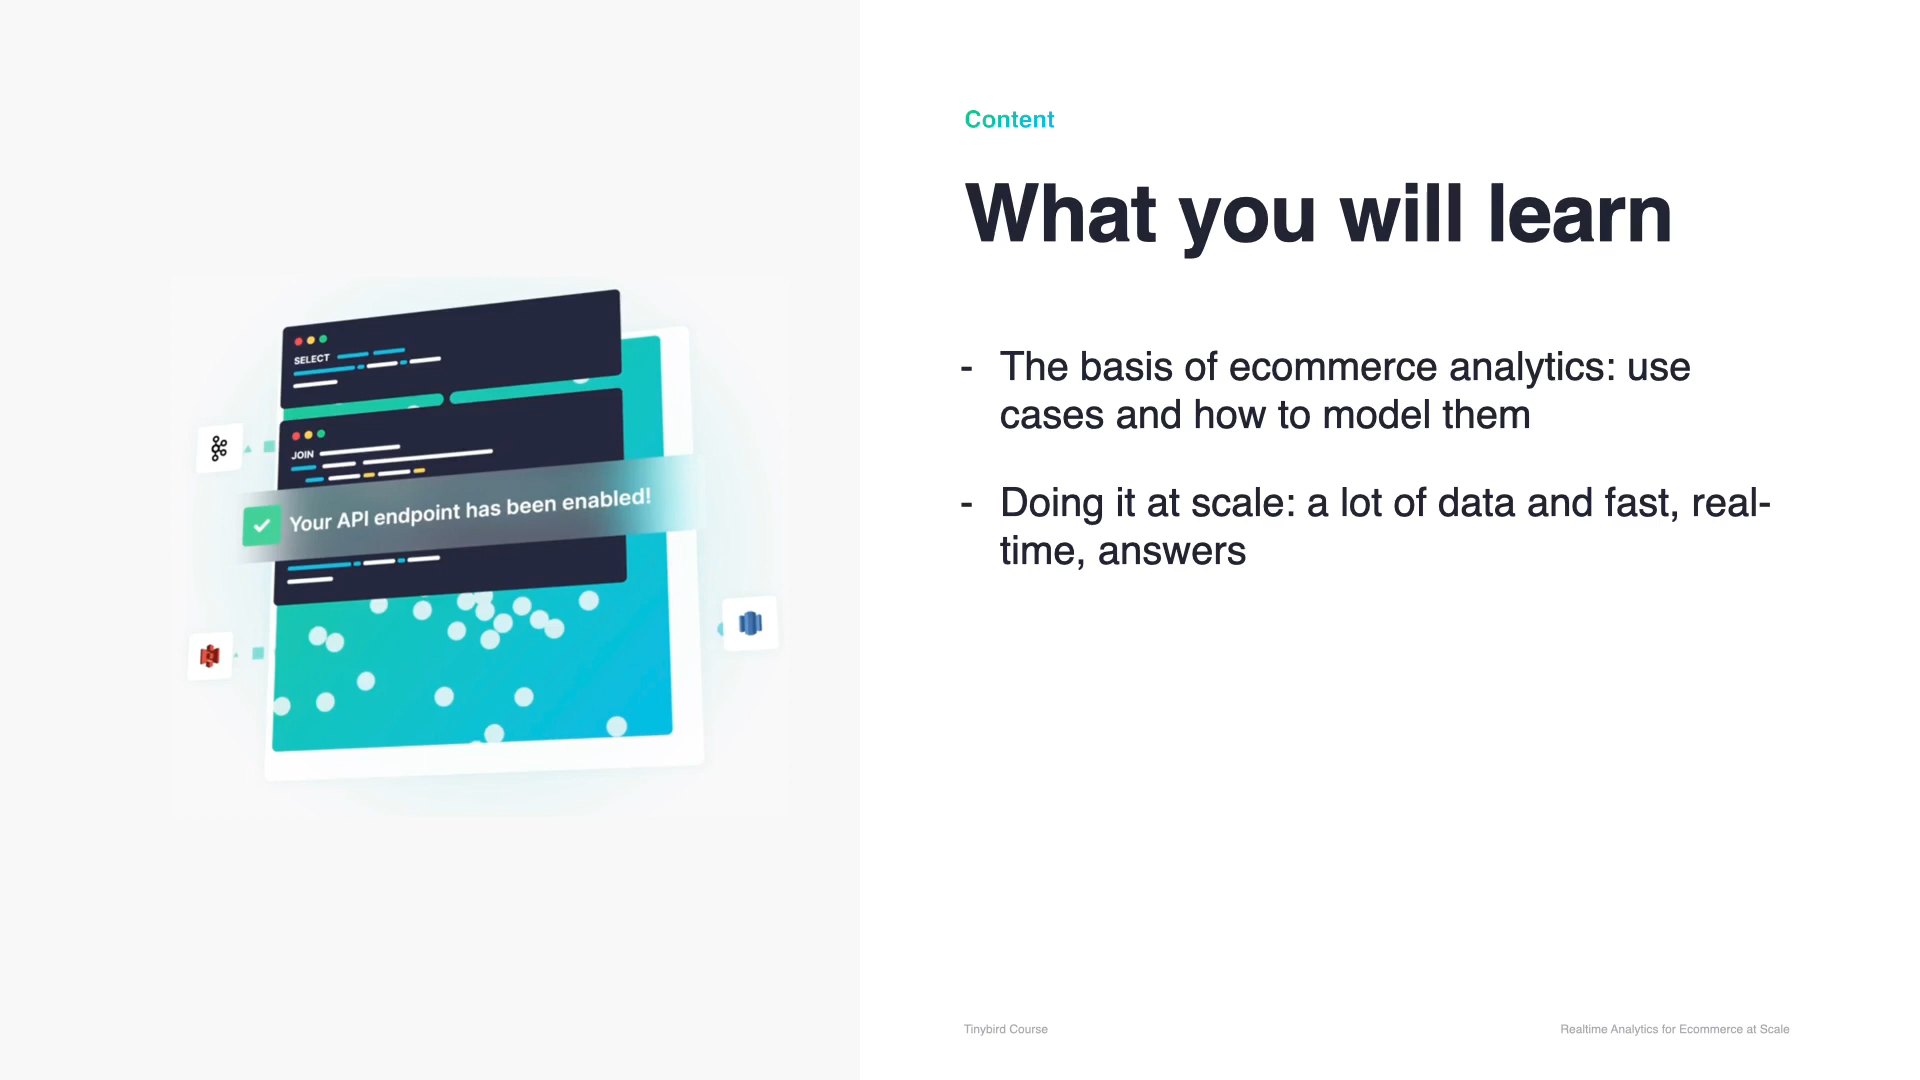 Content
What you will learn
- The basis of ecommerce analytics: use
cases and how to model them
- Doing it at scale: a lot of data and fast, real-
time, answers
SELECT
JOIN
Your API endpoint has been enabled!
Tinybird Course
Realtime Analytics for Ecommerce at Scale